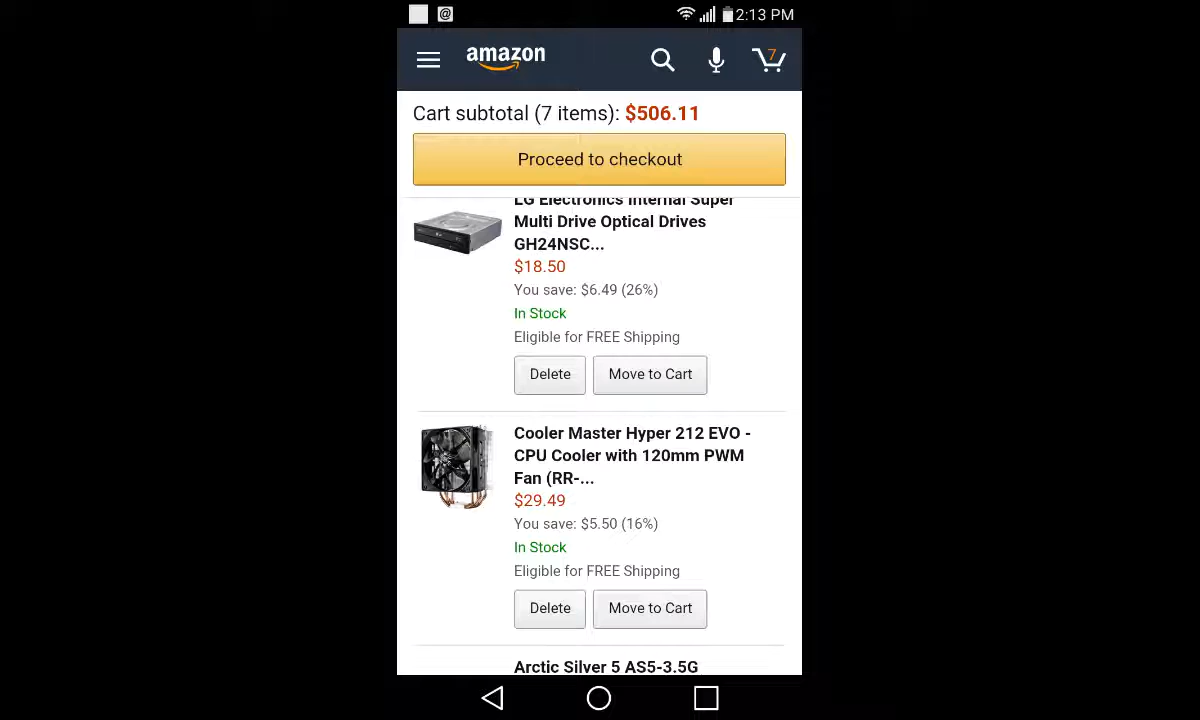 @ 2:13 PM
amazon 7
Cart subtotal (7 items): $506.11
Proceed to checkout
LG Electronics Internal Super
Multi Drive Optical Drives
GH24NSC...
$18.50
You save: $6.49 (26%)
In Stock
Eligible for FREE Shipping
Delete Move to Cart
Cooler Master Hyper 212 EVO -
CPU Cooler with 120mm PWM
Fan (RR-...
$29.49
You save: $5.50 (16%)
In Stock
Eligible for FREE Shipping
Delete Move to Cart
Arctic Silver 5 AS5-3.5G